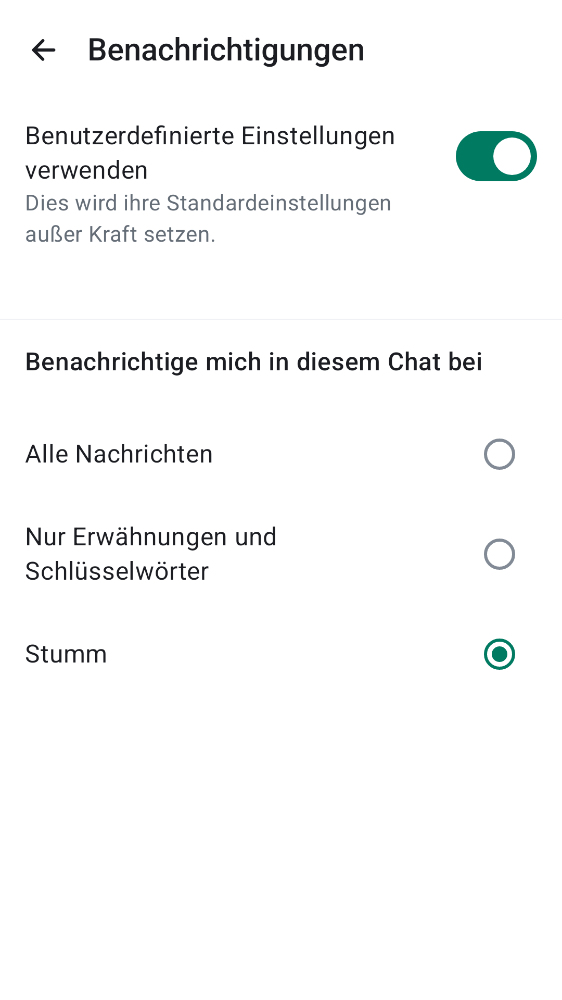 Benachrichtigungen
Benutzerdefinierte Einstellungen
verwenden
Dies wird ihre Standardeinstellungen
außer Kraft setzen.
Benachrichtige mich in diesem Chat bei
Alle Nachrichten
Nur Erwähnungen und
Schlüsselwörter
Stumm